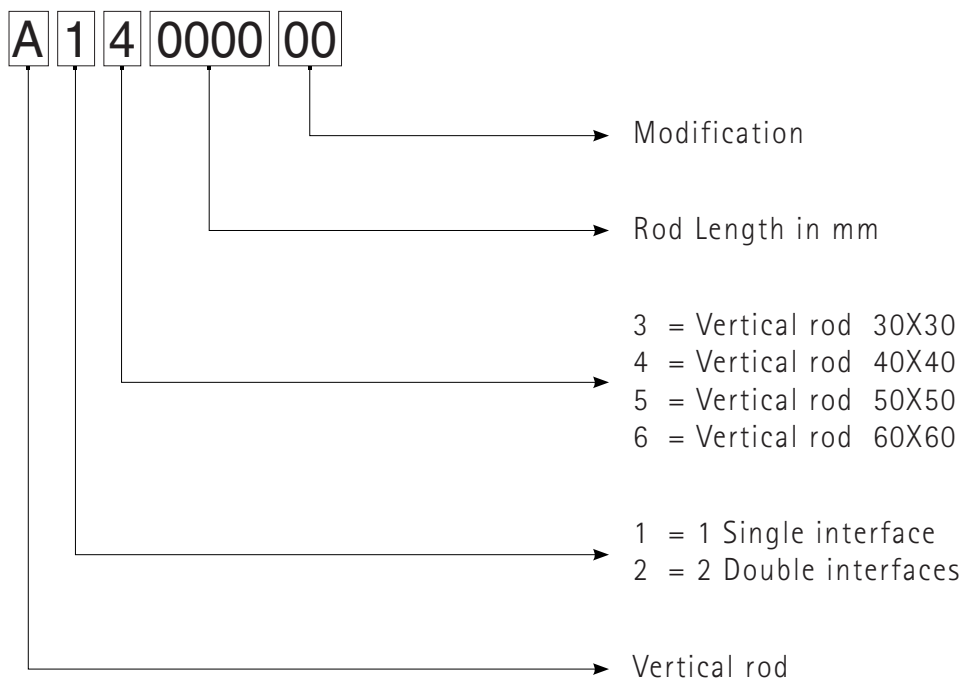 A 1 4 0000 00
Modification
Rod Length in mm
3 = Vertical rod 30X30
4 = Vertical rod 40X40
5 = Vertical rod 50X50
6 = Vertical rod 60X60
1 = 1 Single interface
2 = 2 Double interfaces
Vertical rod